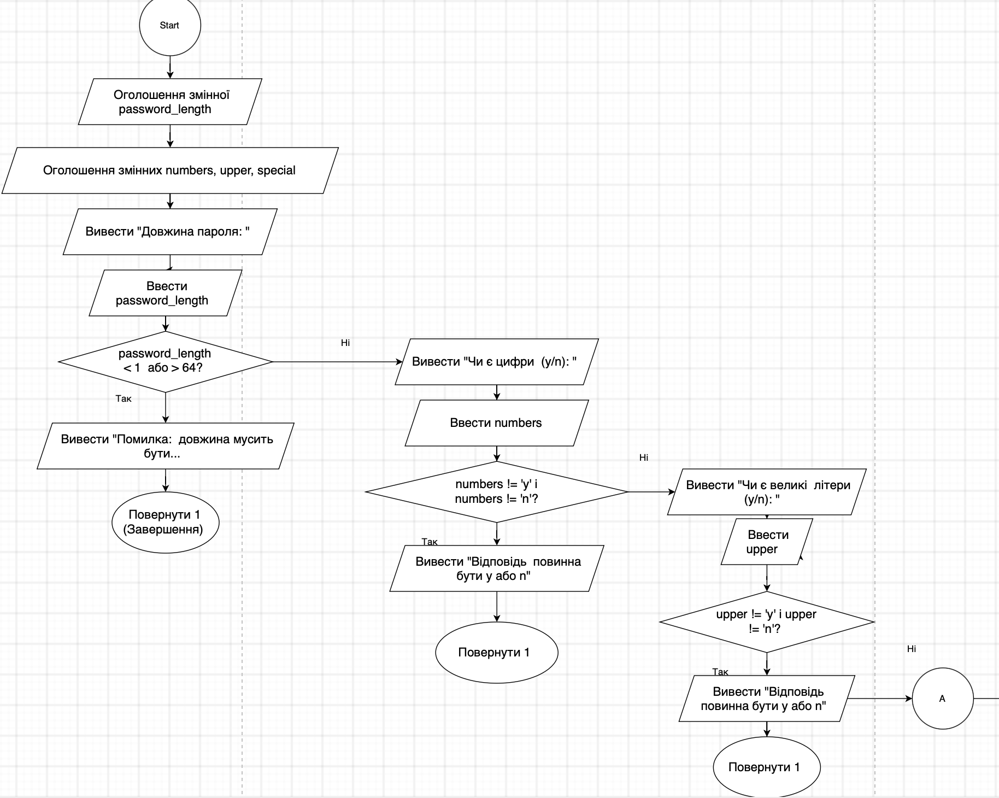 Start
Оголошення змінної
password_length
Оголошення змінних numbers, upper, special
Вивести "Довжина пароля: "
Ввести
password_length
password_length
< 1 або > 64?
Ні
Так
Вивести "Помилка: довжина мусить
бути...
Повернути 1
(Завершення)
Вивести "Чи є цифри (y/n): "
Ввести numbers
numbers != 'y' і
numbers != 'n'?
Ні
Так
Вивести "Відповідь повинна
бути y або n"
Повернути 1
Вивести "Чи є великі літери
(y/n): "
Ввести
upper
upper != 'y' і upper
!= 'n'?
Ні
Так
Вивести "Відповідь
повинна бути y або n"
A
Повернути 1